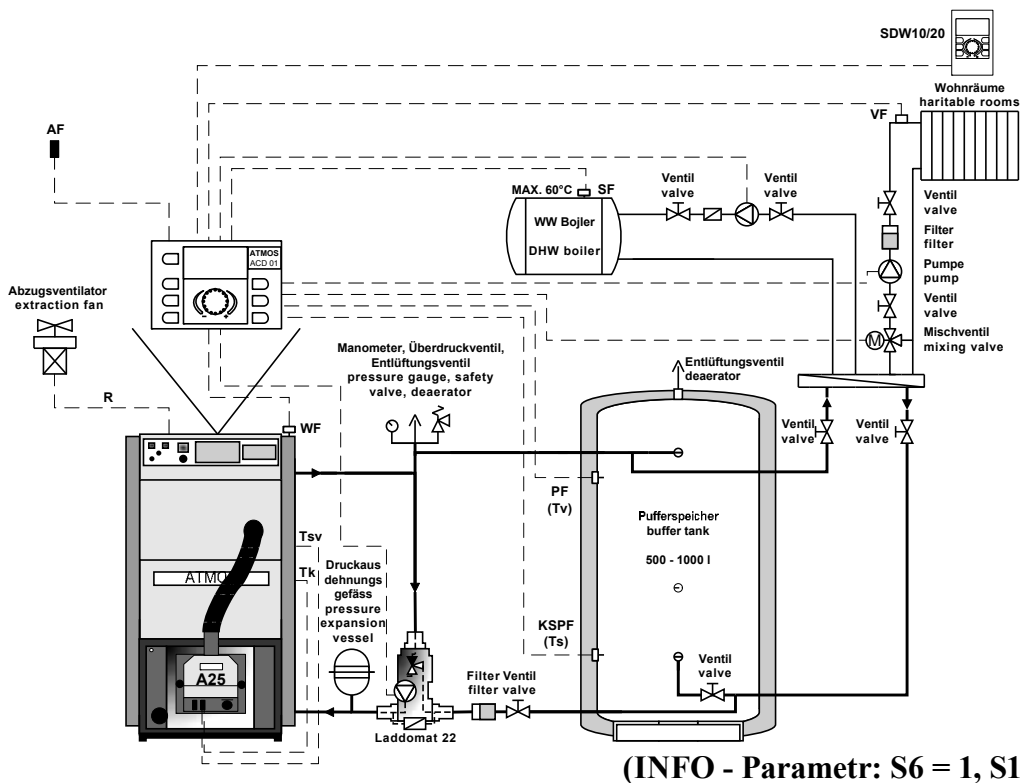 SDW10/20
Wohnräume
haritable rooms
VF
AF
MAX. 60°C
SF
Ventil
valve
Ventil
valve
WW Bojler
DHW boiler
Ventil
valve
Filter
filter
Pumpe
pump
Ventil
valve
M
Mischventil
mixing valve
ATMOS
ACD 01
Abzugsventilator
extraction fan
R
Manometer, Überdruckventil,
Entlüftungsventil
pressure gauge, safety
valve, deaerator
Entlüftungsventil
deaerator
WF
Ventil
valve
Ventil
valve
PF
(Tv)
Pufferspeicher
buffer tank
500 - 1000 l
Tsv
Tk
ATMO
Druckaus
dehnungs
gefäss
pressure
expansion
vessel
KSPF
(Ts)
A25
Filter Ventil
filter valve
Ventil
valve
Laddomat 22
(INFO - Parametr: S6 = 1, S1